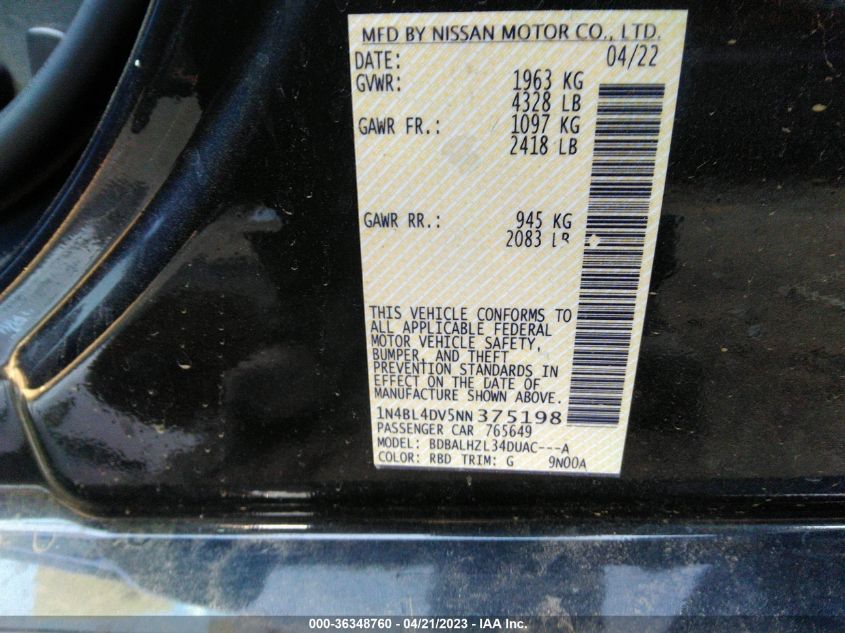 MFD BY NISSAN MOTOR CO., LTD.
DATE: 04/22
GVWR: 1963 KG
4328 LB
GAWR FR.: 1097 KG
2418 LB
GAWR RR.: 945 KG
2083 LB
THIS VEHICLE CONFORMS TO
ALL APPLICABLE FEDERAL
MOTOR VEHICLE SAFETY,
BUMPER, AND THEFT
PREVENTION STANDARDS IN
EFFECT ON THE DATE OF
MANUFACTURE SHOWN ABOVE.
1N4BL4DV5NN375198
PASSENGER CAR 765649
MODEL: BDBALHZL34DUAC---A
COLOR: RBD TRIM: G 9N00A
000-36348760 - 04/21/2023 - IAA Inc.